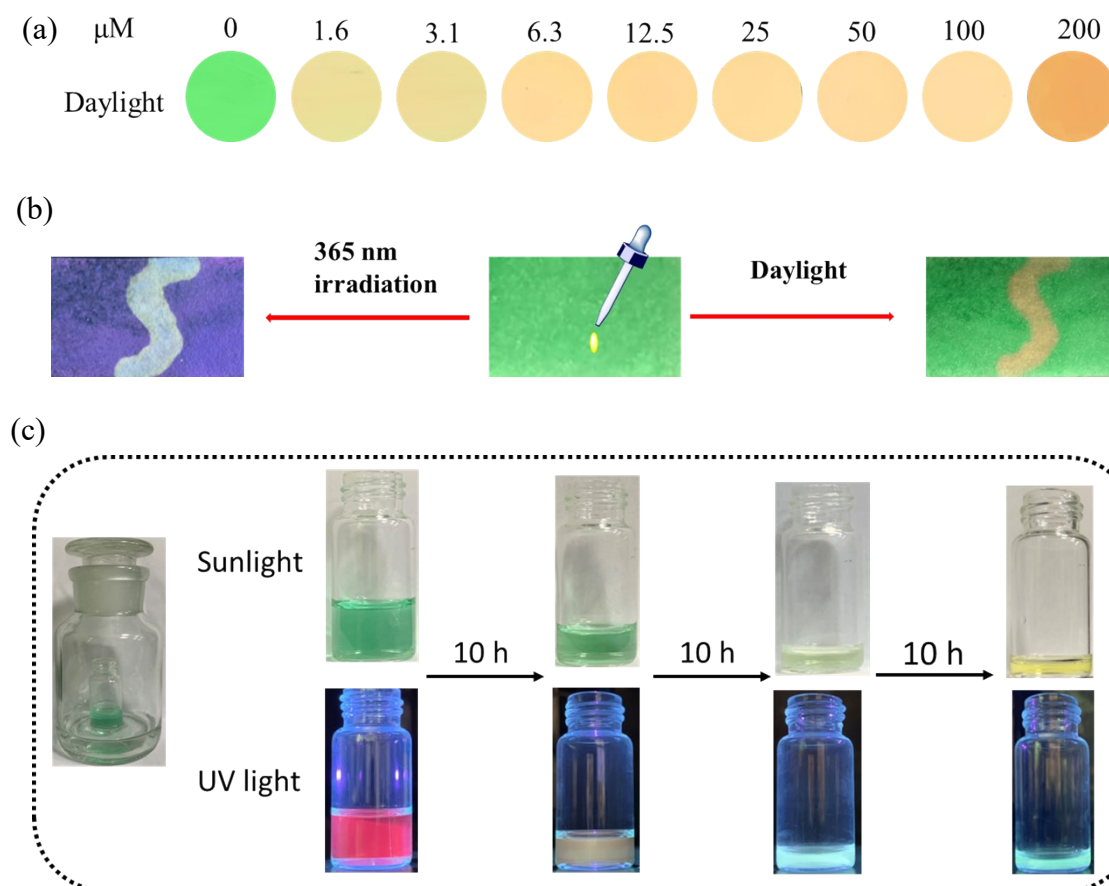 (a) μM 0 1.6 3.1 6.3 12.5 25 50 100 200
Daylight
(b)
365 nm
irradiation
Daylight
(c)
Sunlight
10 h 10 h 10 h
UV light